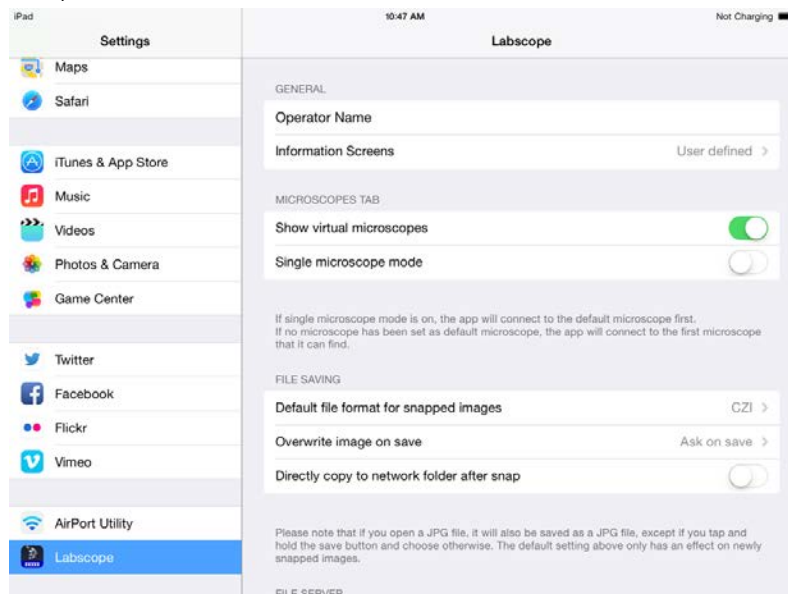 iPad 10:47 AM Not Charging
Settings
Labscope
Maps
Safari
iTunes & App Store
Music
Videos
Photos & Camera
Game Center
Twitter
Facebook
Flickr
Vimeo
AirPort Utility
Labscope
GENERAL
Operator Name
Information Screens User defined
MICROSCOPES TAB
Show virtual microscopes
Single microscope mode
If single microscope mode is on, the app will connect to the default microscope first.
If no microscope has been set as default microscope, the app will connect to the first microscope
that it can find.
FILE SAVING
Default file format for snapped images CZI
Overwrite image on save Ask on save
Directly copy to network folder after snap
Please note that if you open a JPG file, it will also be saved as a JPG file, except if you tap and
hold the save button and choose otherwise. The default setting above only has an effect on newly
snapped images.
FILE SERVER